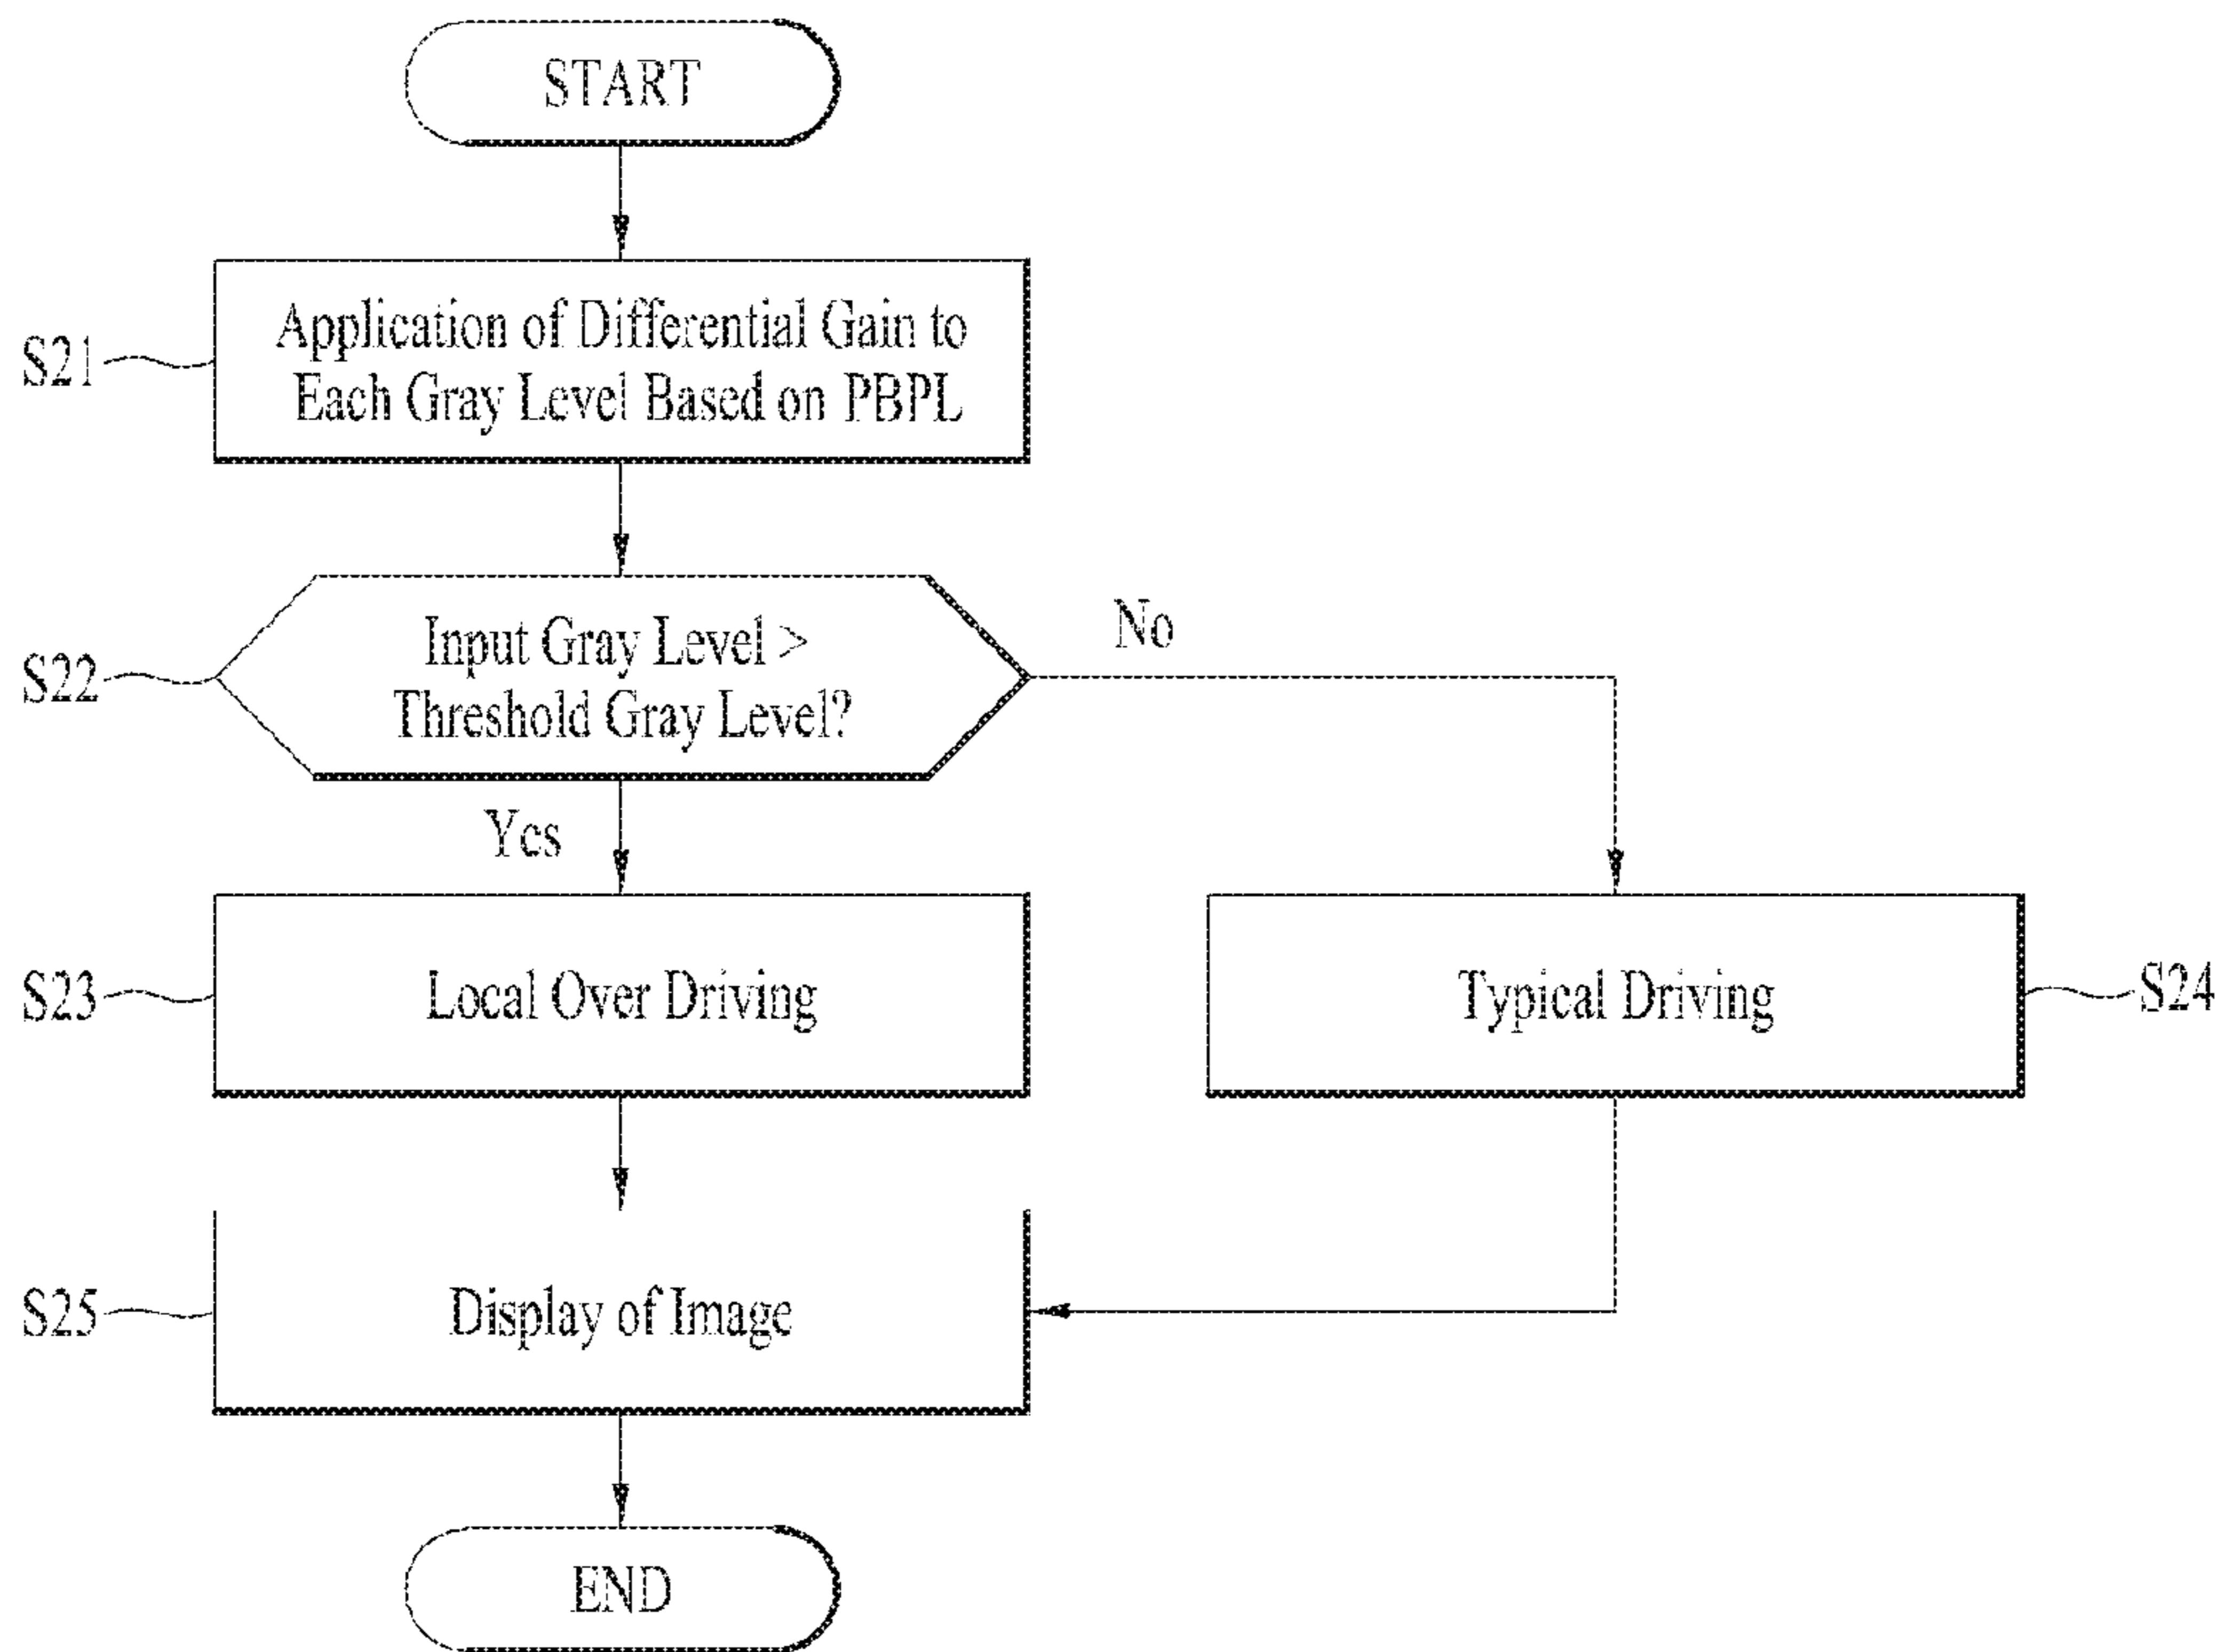 START
S21
Application of Differential Gain to
Each Gray Level Based on PBPL
S22
Input Gray Level >
Threshold Gray Level?
No
Yes
S23
Local Over Driving
Typical Driving
S24
S25
Display of Image
END